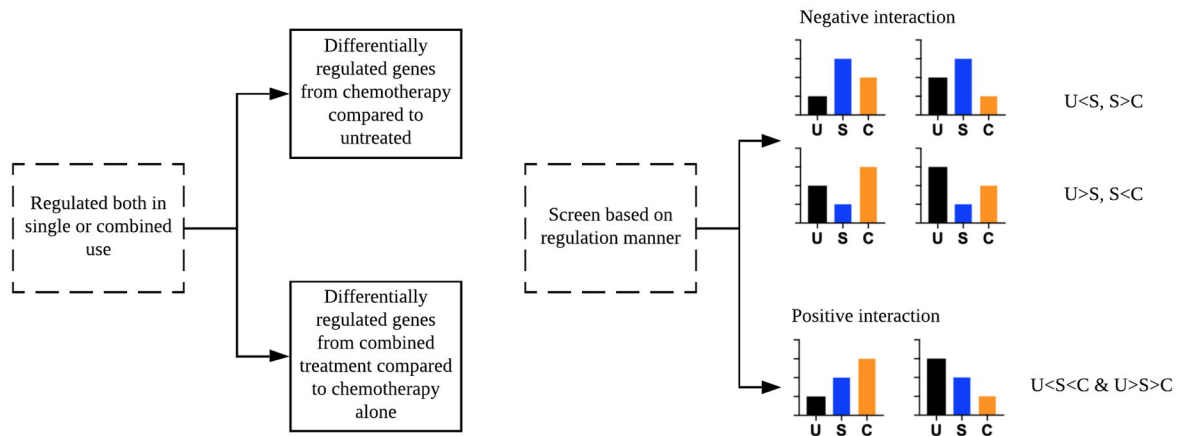 Differentially
regulated genes
from chemotherapy
compared to
untreated
Regulated both in
single or combined
use
Differentially
regulated genes
from combined
treatment compared
to chemotherapy
alone
Screen based on
regulation manner
Negative interaction
U S C
U S C
U<S, S>C
U S C
U S C
U>S, S<C
Positive interaction
U S C
U S C
U<S<C & U>S>C